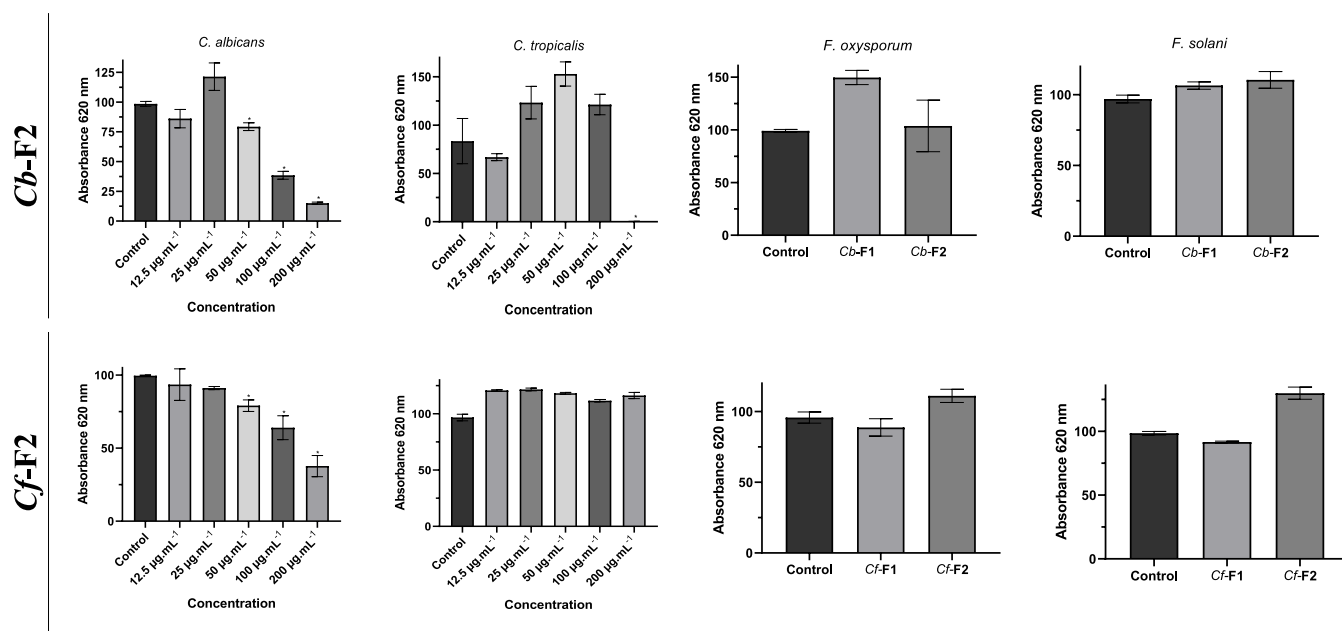 Cb-F2
C. albicans
Absorbance 620 nm
125
100
75
50
25
0
Control
12.5 µg.mL⁻¹
25 µg.mL⁻¹
50 µg.mL⁻¹
100 µg.mL⁻¹
200 µg.mL⁻¹
* * *
Concentration
C. tropicalis
Absorbance 620 nm
150
100
50
0
Control
12.5 µg.mL⁻¹
25 µg.mL⁻¹
50 µg.mL⁻¹
100 µg.mL⁻¹
200 µg.mL⁻¹
*
Concentration
F. oxysporum
Absorbance 620 nm
150
100
50
0
Control
Cb-F1
Cb-F2
F. solani
Absorbance 620 nm
100
50
0
Control
Cb-F1
Cb-F2
Cf-F2
Absorbance 620 nm
100
50
0
Control
12.5 µg.mL⁻¹
25 µg.mL⁻¹
50 µg.mL⁻¹
100 µg.mL⁻¹
200 µg.mL⁻¹
* * *
Concentration
Absorbance 620 nm
100
50
0
Control
12.5 µg.mL⁻¹
25 µg.mL⁻¹
50 µg.mL⁻¹
100 µg.mL⁻¹
200 µg.mL⁻¹
Concentration
Absorbance 620 nm
100
50
0
Control
Cf-F1
Cf-F2
Absorbance 620 nm
100
50
0
Control
Cf-F1
Cf-F2